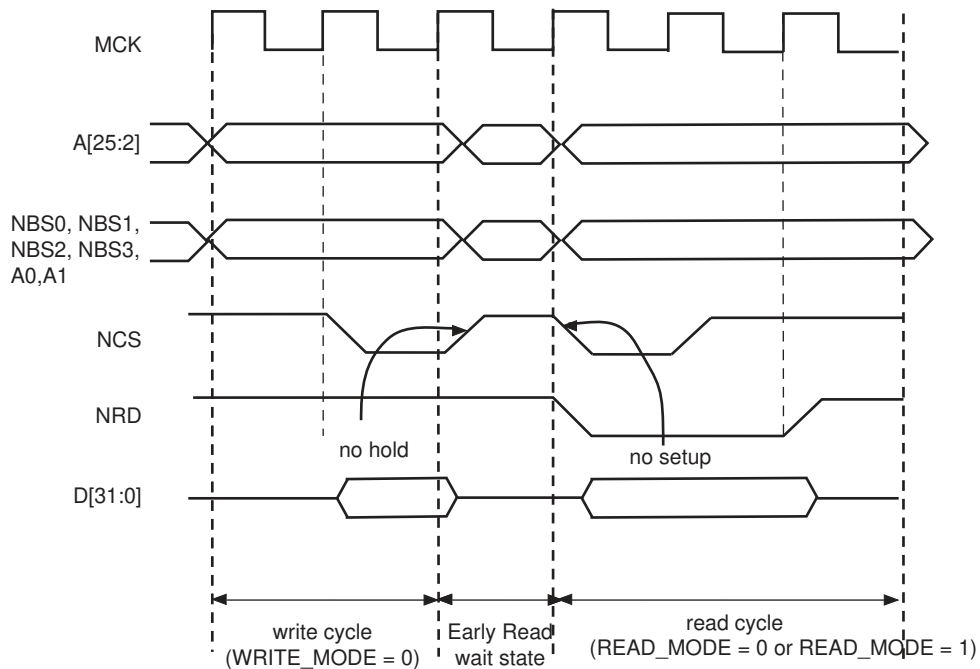 MCK
A[25:2]
NBS0, NBS1,
NBS2, NBS3,
A0,A1
NCS
NRD
no hold
no setup
D[31:0]
write cycle
(WRITE_MODE = 0)
Early Read
wait state
read cycle
(READ_MODE = 0 or READ_MODE = 1)